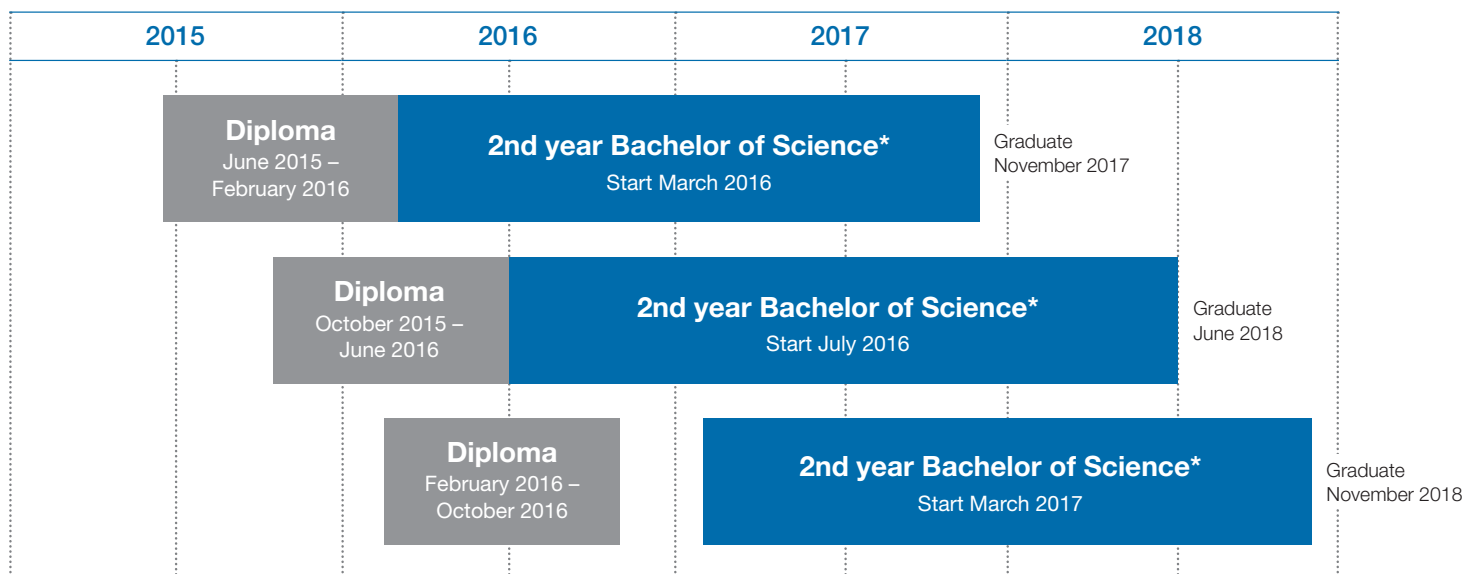 2015 2016 2017 2018
Diploma
June 2015 –
February 2016
2nd year Bachelor of Science*
Start March 2016
Graduate
November 2017
Diploma
October 2015 –
June 2016
2nd year Bachelor of Science*
Start July 2016
Graduate
June 2018
Diploma
February 2016 –
October 2016
2nd year Bachelor of Science*
Start March 2017
Graduate
November 2018